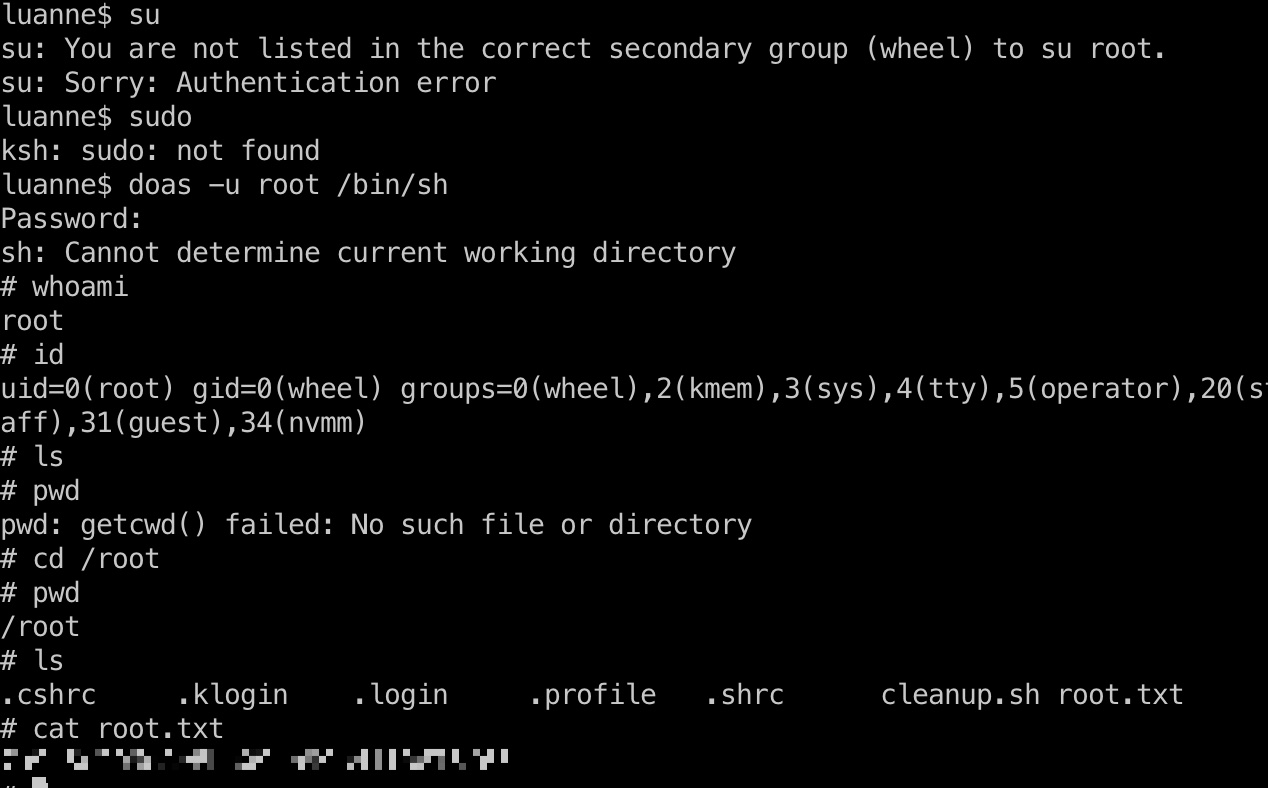 luanne$ su
su: You are not listed in the correct secondary group (wheel) to su root.
su: Sorry: Authentication error
luanne$ sudo
ksh: sudo: not found
luanne$ doas -u root /bin/sh
Password:
sh: Cannot determine current working directory
# whoami
root
# id
uid=0(root) gid=0(wheel) groups=0(wheel),2(kmem),3(sys),4(tty),5(operator),20(st
aff),31(guest),34(nvmm)
# ls
# pwd
pwd: getcwd() failed: No such file or directory
# cd /root
# pwd
/root
# ls
.cshrc .klogin .login .profile .shrc cleanup.sh root.txt
# cat root.txt
#